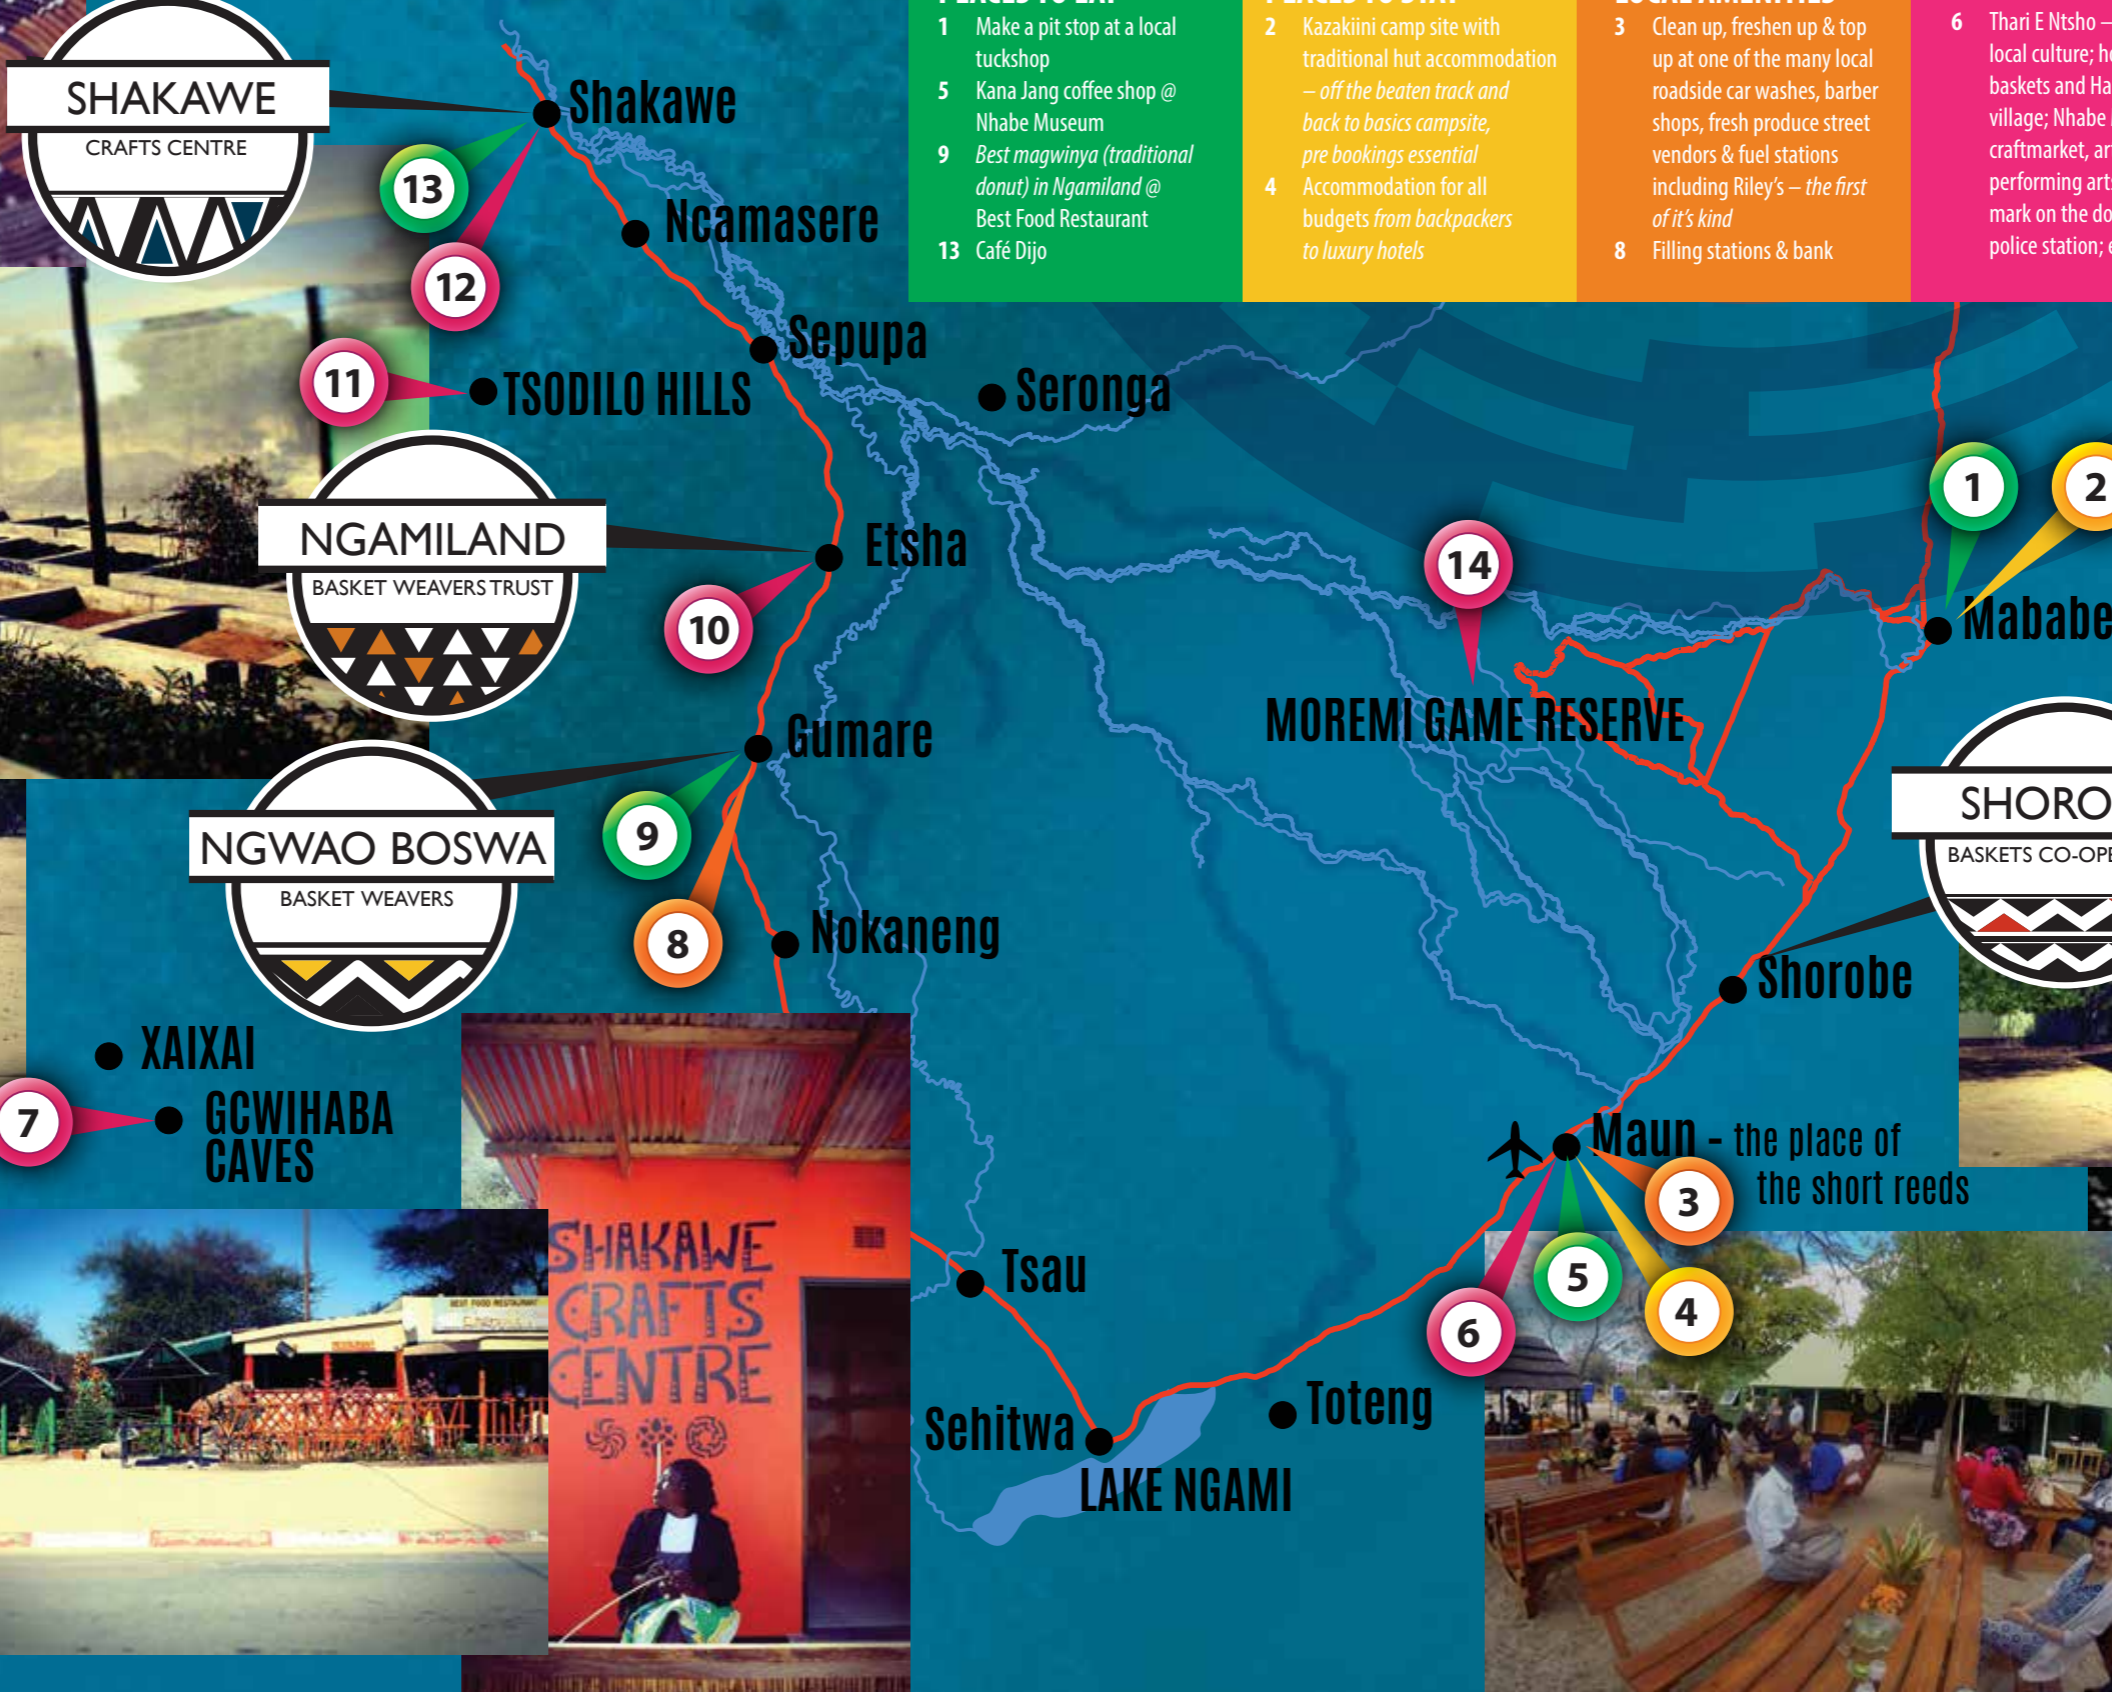 1 Make a pit stop at a local
tuckshop
5 Kana Jang coffee shop @
Nhabe Museum
9 Best magwinya (traditional
donut) in Ngamiland @
Best Food Restaurant
13 Café Dijo
2 Kazakiini camp site with
traditional hut accommodation
– off the beaten track and
back to basics campsite,
pre bookings essential
4 Accommodation for all
budgets from backpackers
to luxury hotels
3 Clean up, freshen up & top
up at one of the many local
roadside car washes, barber
shops, fresh produce street
vendors & fuel stations
including Riley's – the first
of it's kind
8 Filling stations & bank
6 Thari E Ntsho –
local culture;
baskets and
village; Nhabe
craftmarket,
performing
mark on the
police station;
SHAKAWE
CRAFTS CENTRE
Shakawe
13
Ncamasere
12
Sepupa
11
TSODILO HILLS
Seronga
1
2
NGAMILAND
BASKET WEAVERS TRUST
Etsha
14
10
Mababe
MOREMI GAME RESERVE
Gumare
NGWAO BOSWA
BASKET WEAVERS
9
8
SHORO
BASKETS
Nokaneng
Shorobe
XAIXAI
7
GCWIHABA
CAVES
Maun – the place of
the short reeds
3
5
4
6
SHAKAWE
CRAFTS
CENTRE
BEST FOOD RESTAURANT
Tsau
Sehitwa
Toteng
LAKE NGAMI